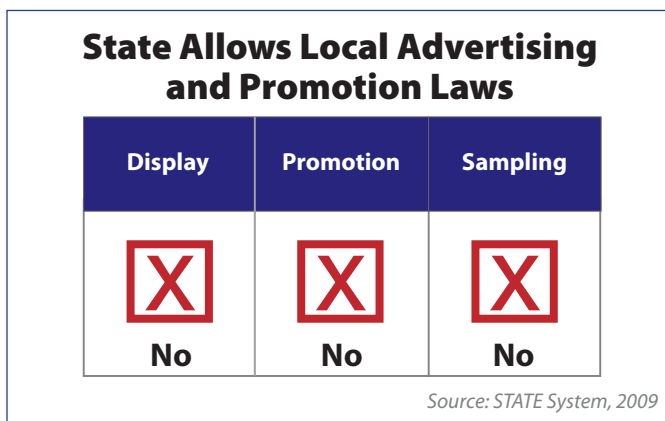 State Allows Local Advertising
and Promotion Laws
Display Promotion Sampling
X X X
No No No
Source: STATE System, 2009